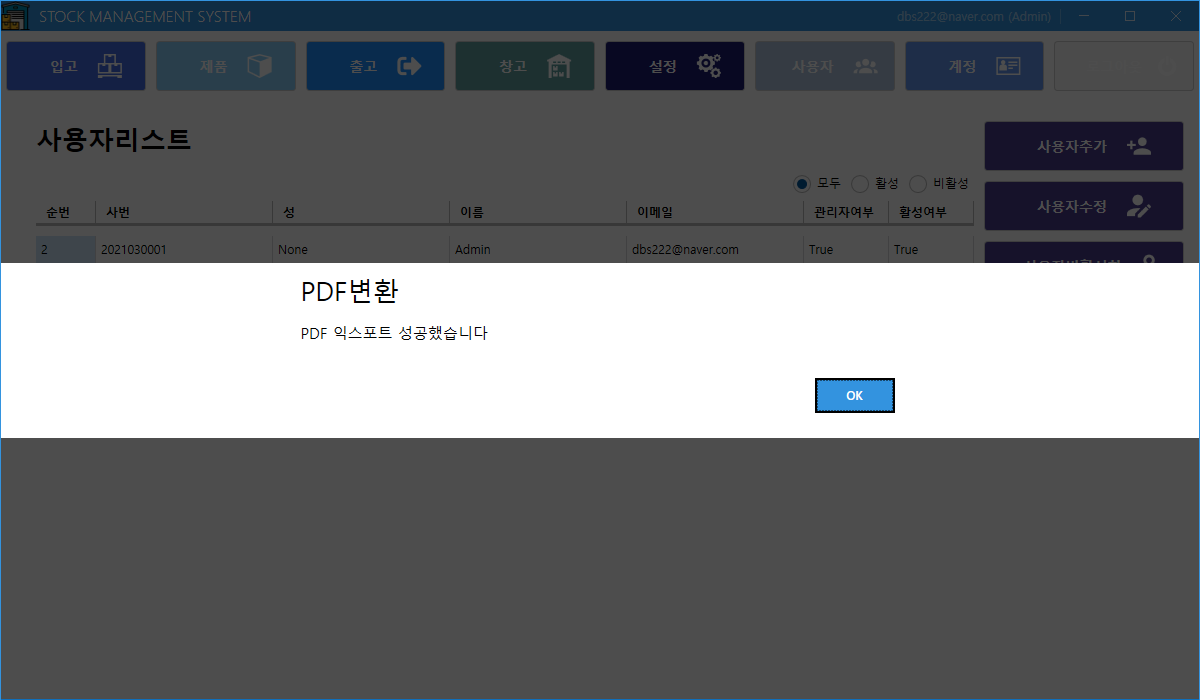 STOCK MANAGEMENT SYSTEM
dbs222@naver.com (Admin)
입고 제품 출고 창고 설정 사용자 계정
사용자리스트
사용자추가
모두 활성 비활성
사용자수정
순번 사번 성 이름 이메일 관리자여부 활성여부
2 2021030001 None Admin dbs222@naver.com True True
PDF변환
PDF 익스포트 성공했습니다
OK